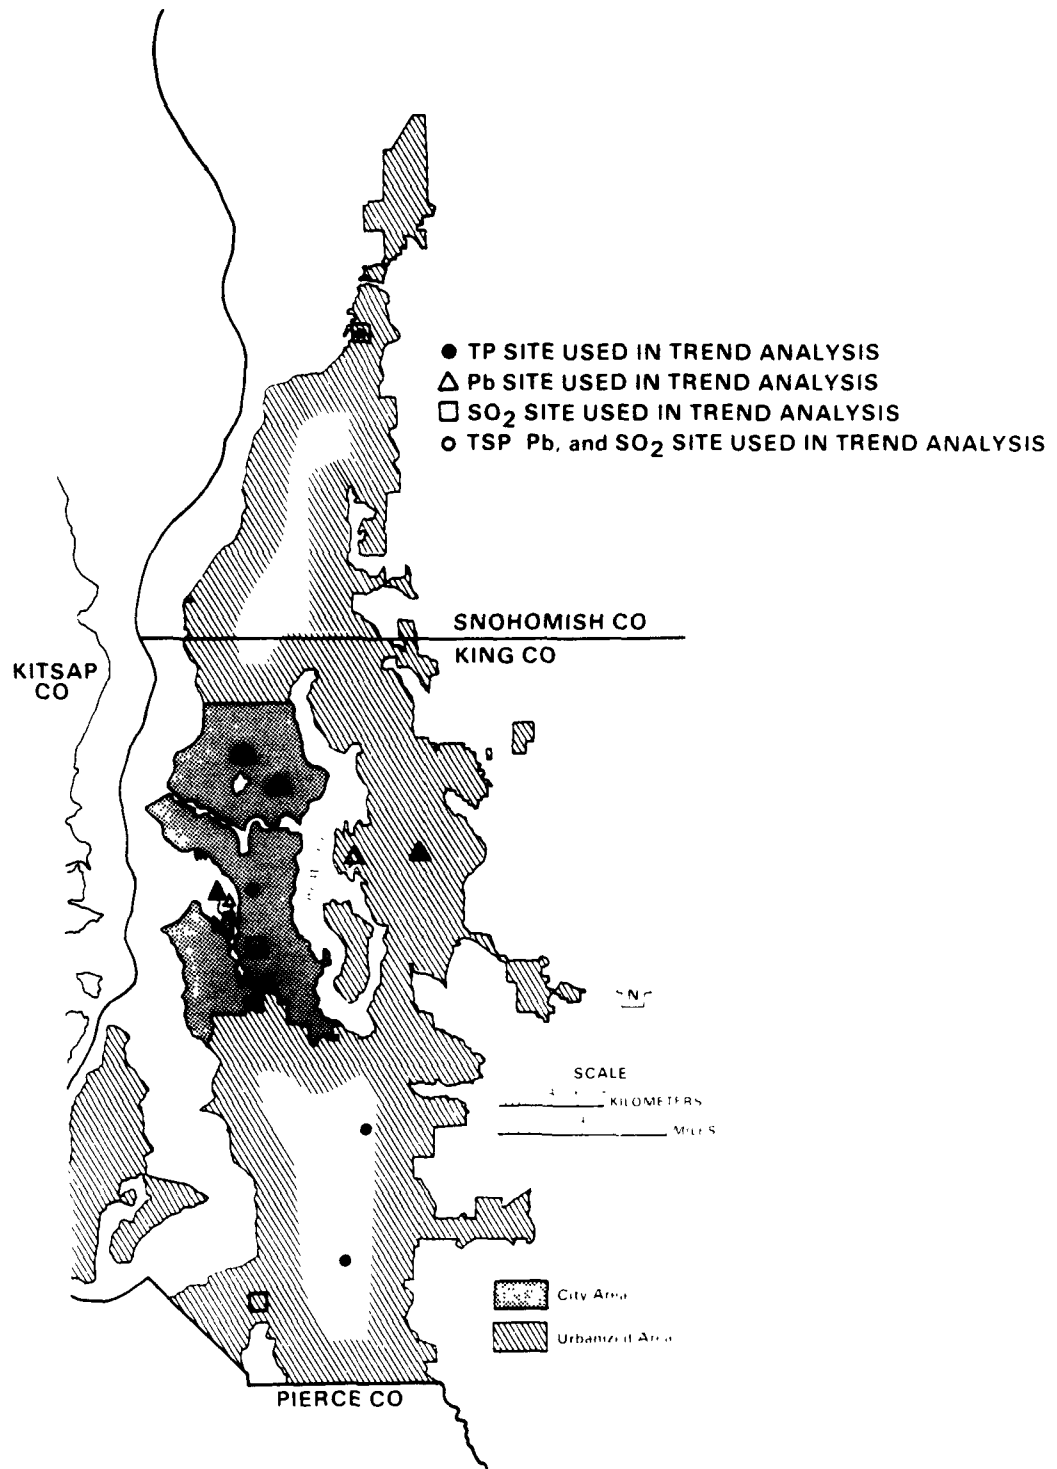 ● TP SITE USED IN TREND ANALYSIS
△ Pb SITE USED IN TREND ANALYSIS
□ SO₂ SITE USED IN TREND ANALYSIS
○ TSP Pb, and SO₂ SITE USED IN TREND ANALYSIS
SNOHOMISH CO
KING CO
KITSAP
CO
N
SCALE
KILOMETERS
MILES
City Area
Urbanized Area
PIERCE CO